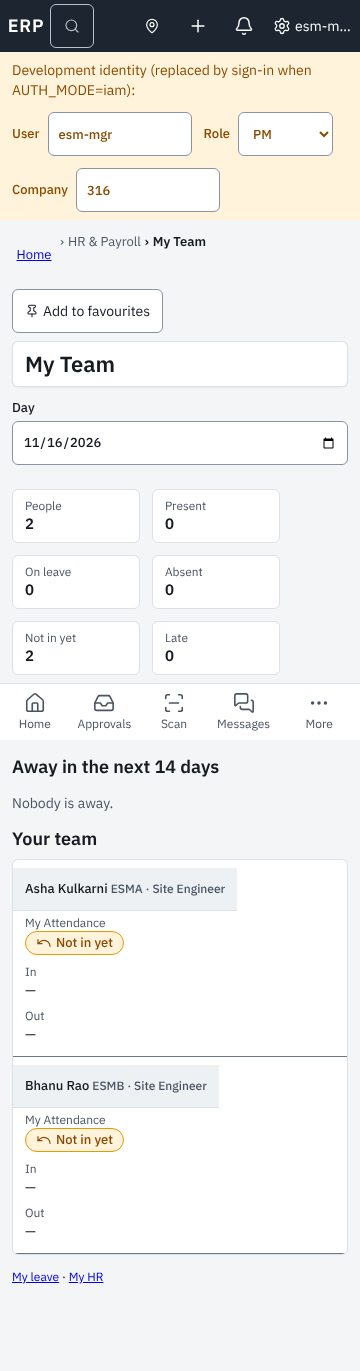 ERP
esm-m...
Development identity (replaced by sign-in when
AUTH_MODE=iam):
User esm-mgr Role PM
Company 316
Home › HR & Payroll › My Team
Add to favourites
My Team
Day
11/16/2026
People
2
Present
0
On leave
0
Absent
0
Not in yet
2
Late
0
Home
Approvals
Scan
Messages
More
Away in the next 14 days
Nobody is away.
Your team
Asha Kulkarni ESMA · Site Engineer
My Attendance
Not in yet
In
—
Out
—
Bhanu Rao ESMB · Site Engineer
My Attendance
Not in yet
In
—
Out
—
My leave · My HR